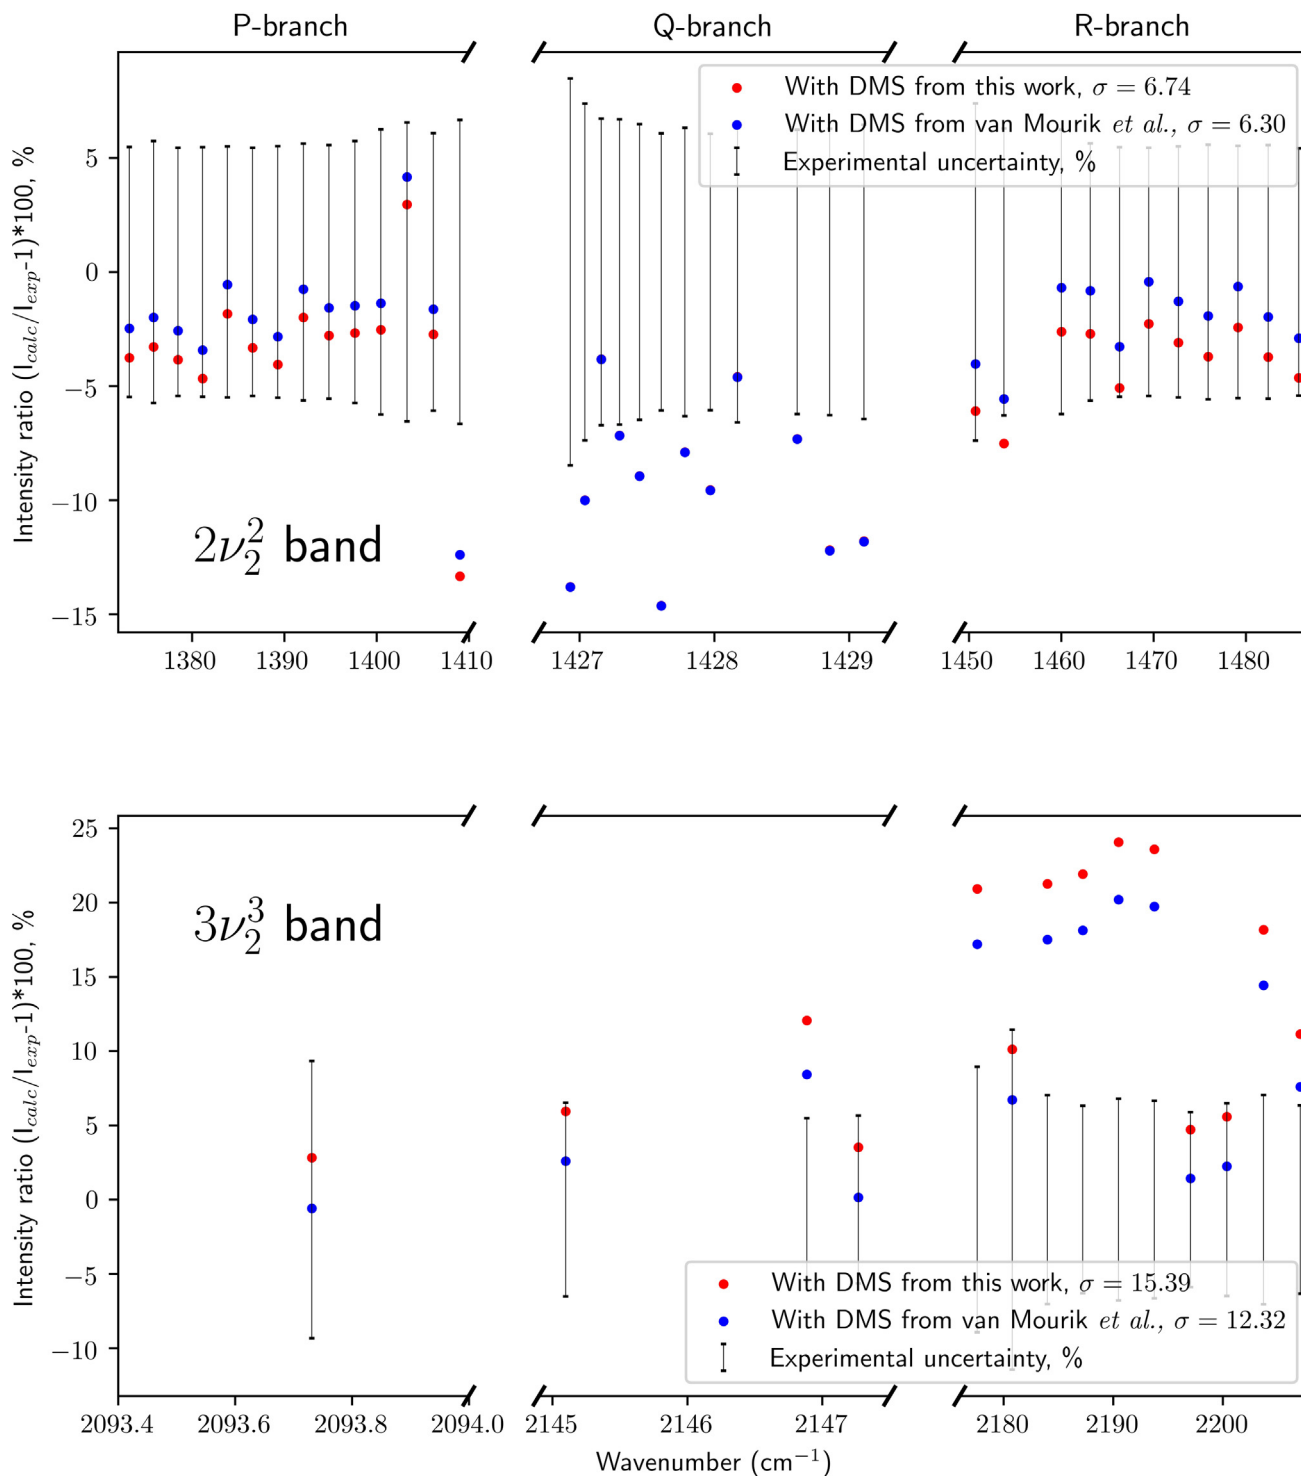 P-branch Q-branch R-branch
With DMS from this work, σ = 6.74
With DMS from van Mourik et al., σ = 6.30
Experimental uncertainty, %
Intensity ratio (I_calc/I_exp-1)*100, %
5
0
−5
−10
−15
2ν₂² band
1380 1390 1400 1410 1427 1428 1429 1450 1460 1470 1480
25
20
15
10
5
0
−5
−10
Intensity ratio (I_calc/I_exp-1)*100, %
3ν₂³ band
With DMS from this work, σ = 15.39
With DMS from van Mourik et al., σ = 12.32
Experimental uncertainty, %
2093.4 2093.6 2093.8 2094.0 2145 2146 2147 2180 2190 2200
Wavenumber (cm⁻¹)